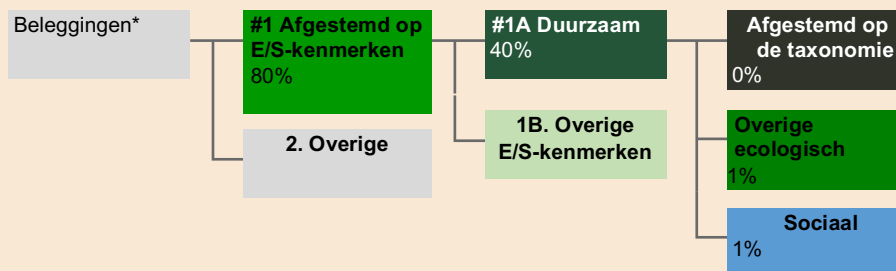 Beleggingen*
#1 Afgestemd op
E/S-kenmerken
80%
2. Overige
#1A Duurzaam
40%
1B. Overige
E/S-kenmerken
Afgestemd op
de taxonomie
0%
Overige
ecologisch
1%
Sociaal
1%